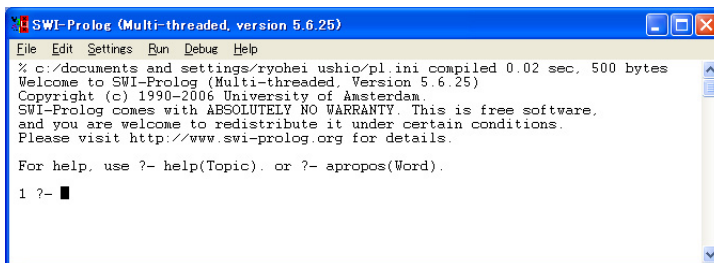 SWI-Prolog (Multi-threaded, version 5.6.25)
File Edit Settings Run Debug Help
% c:/documents and settings/ryohei ushio/pl.ini compiled 0.02 sec, 500 bytes
Welcome to SWI-Prolog (Multi-threaded, Version 5.6.25)
Copyright (c) 1990-2006 University of Amsterdam.
SWI-Prolog comes with ABSOLUTELY NO WARRANTY. This is free software,
and you are welcome to redistribute it under certain conditions.
Please visit http://www.swi-prolog.org for details.
For help, use ?- help(Topic). or ?- apropos(Word).
1 ?-